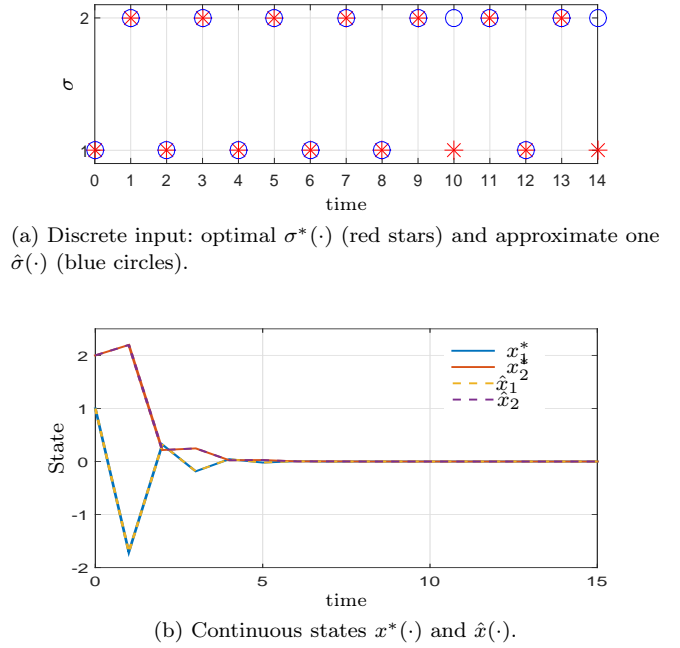 2
σ
1
0 1 2 3 4 5 6 7 8 9 10 11 12 13 14
time
(a) Discrete input: optimal σ*(·) (red stars) and approximate one
σ̂(·) (blue circles).
2
1
0
-1
-2
State
x₁*
x₂*
x̂₁
x̂₂
0 5 10 15
time
(b) Continuous states x*(·) and x̂(·).